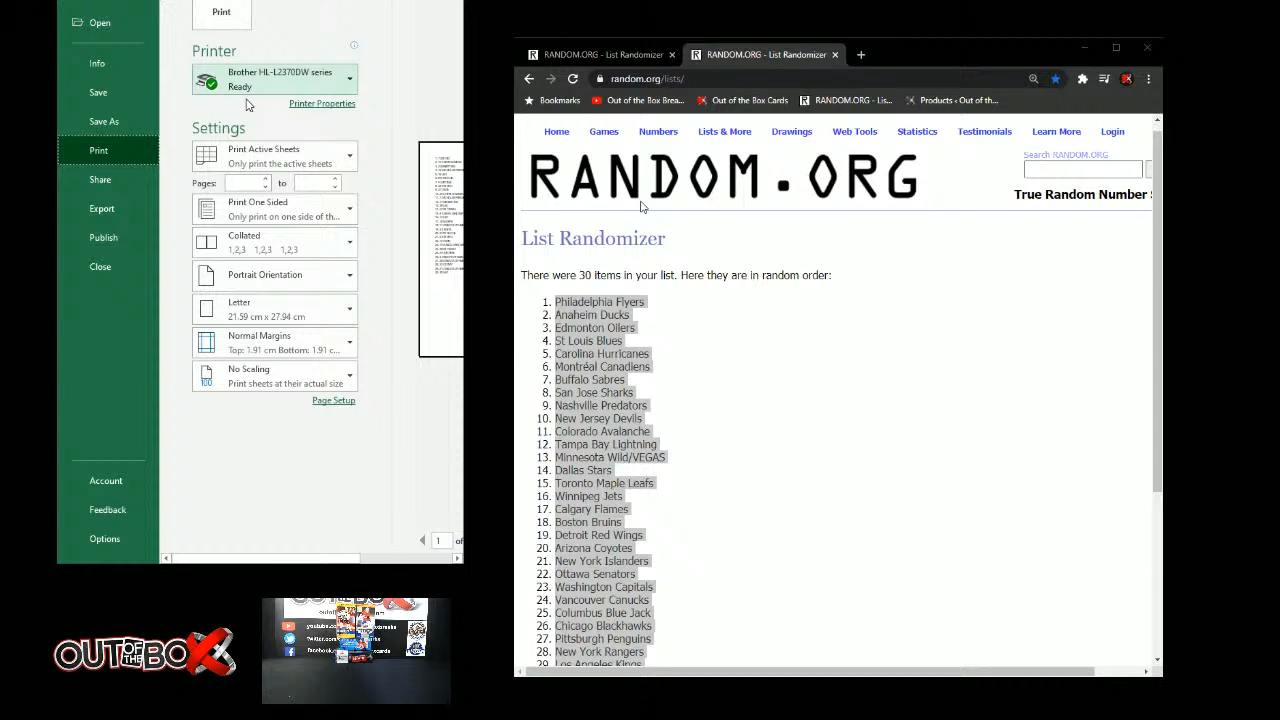 Open
Info
Save
Save As
Print
Share
Export
Publish
Close
Account
Feedback
Options
Print
Printer
Brother HL-L2370DW series
Ready
Printer Properties
Settings
Print Active Sheets
Only print the active sheets
Pages:
to
Print One Sided
Only print on one side of th...
Collated
1,2,3 1,2,3 1,2,3
Portrait Orientation
Letter
21.59 cm x 27.94 cm
Normal Margins
Top: 1.91 cm Bottom: 1.91 c...
No Scaling
100
Print sheets at their actual size
Page Setup
1
of
RANDOM.ORG - List Randomizer
RANDOM.ORG - List Randomizer
random.org/lists/
Bookmarks
Out of the Box Brea...
Out of the Box Cards
RANDOM.ORG - Lis...
Products ‹ Out of th...
Home Games Numbers Lists & More Drawings Web Tools Statistics Testimonials Learn More Login
RANDOM.ORG
Search RANDOM.ORG
True Random Number
List Randomizer
There were 30 items in your list. Here they are in random order:
1. Philadelphia Flyers
2. Anaheim Ducks
3. Edmonton Oilers
4. St Louis Blues
5. Carolina Hurricanes
6. Montréal Canadiens
7. Buffalo Sabres
8. San Jose Sharks
9. Nashville Predators
10. New Jersey Devils
11. Colorado Avalanche
12. Tampa Bay Lightning
13. Minnesota Wild/VEGAS
14. Dallas Stars
15. Toronto Maple Leafs
16. Winnipeg Jets
17. Calgary Flames
18. Boston Bruins
19. Detroit Red Wings
20. Arizona Coyotes
21. New York Islanders
22. Ottawa Senators
23. Washington Capitals
24. Vancouver Canucks
25. Columbus Blue Jack
26. Chicago Blackhawks
27. Pittsburgh Penguins
28. New York Rangers
29. Los Angeles Kings
OUT OF THE BOX